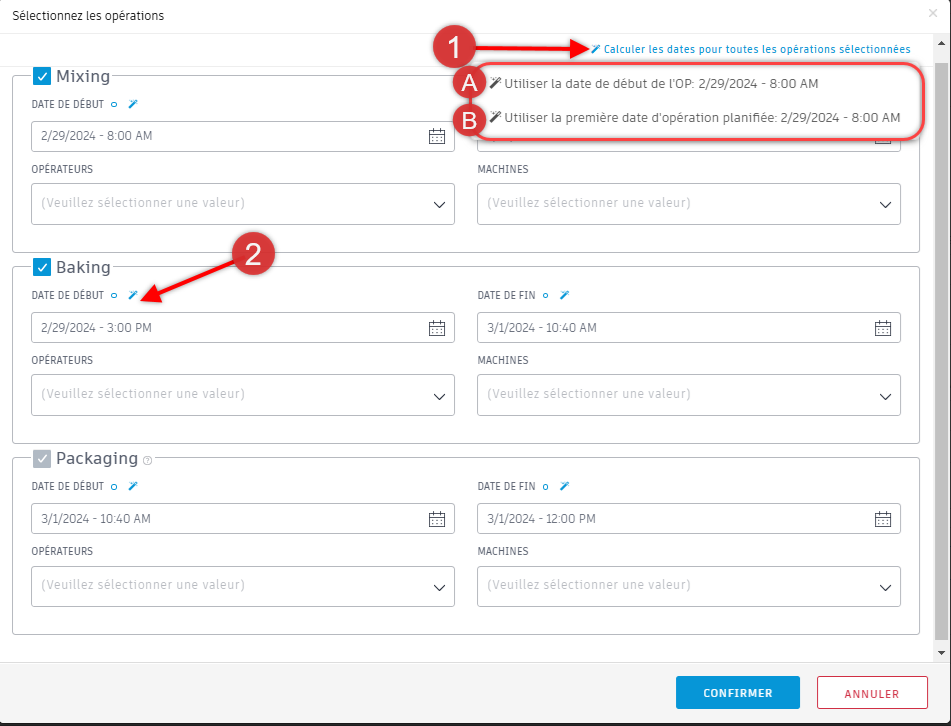 Sélectionnez les opérations
1
Calculer les dates pour toutes les opérations sélectionnées
Mixing
A Utiliser la date de début de l'OP: 2/29/2024 - 8:00 AM
DATE DE DÉBUT
B Utiliser la première date d'opération planifiée: 2/29/2024 - 8:00 AM
2/29/2024 - 8:00 AM
OPÉRATEURS MACHINES
(Veuillez sélectionner une valeur) (Veuillez sélectionner une valeur)
2
Baking
DATE DE DÉBUT DATE DE FIN
2/29/2024 - 3:00 PM 3/1/2024 - 10:40 AM
OPÉRATEURS MACHINES
(Veuillez sélectionner une valeur) (Veuillez sélectionner une valeur)
Packaging ?
DATE DE DÉBUT DATE DE FIN
3/1/2024 - 10:40 AM 3/1/2024 - 12:00 PM
OPÉRATEURS MACHINES
(Veuillez sélectionner une valeur) (Veuillez sélectionner une valeur)
CONFIRMER ANNULER